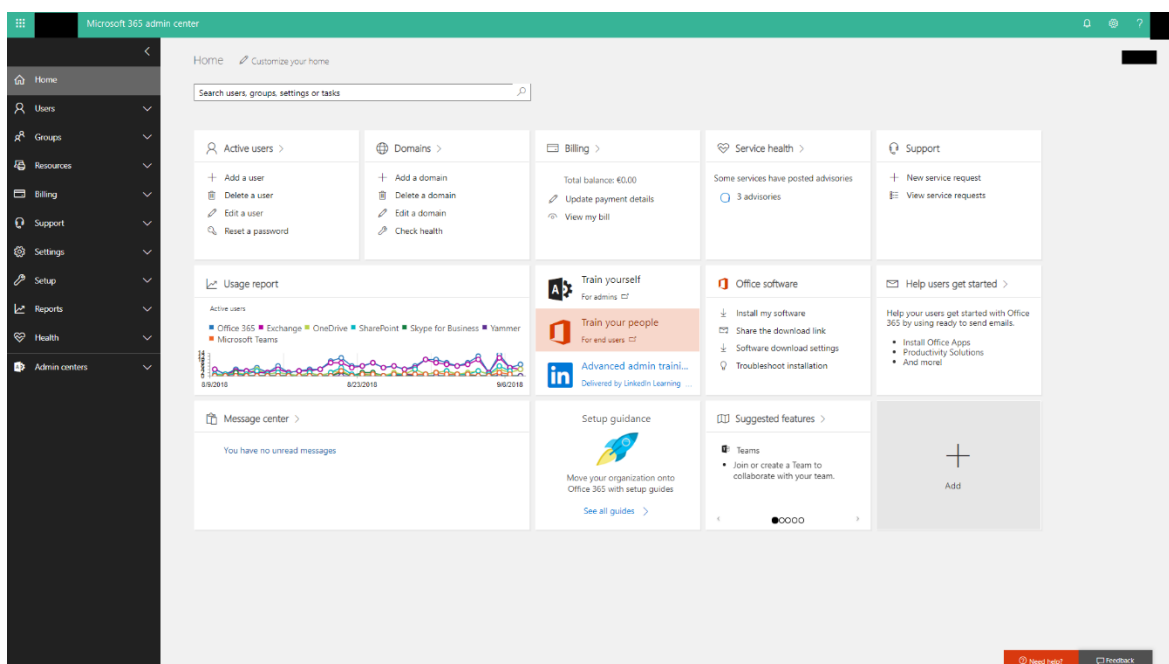 Microsoft 365 admin center
?
Home
Users
Groups
Resources
Billing
Support
Settings
Setup
Reports
Health
Admin centers
Home Customize your home
Search users, groups, settings or tasks
Active users >
Add a user
Delete a user
Edit a user
Reset a password
Domains >
Add a domain
Delete a domain
Edit a domain
Check health
Billing >
Total balance: €0.00
Update payment details
View my bill
Service health >
Some services have posted advisories
3 advisories
Support
New service request
View service requests
Usage report
Active users
Office 365 Exchange OneDrive SharePoint Skype for Business Yammer
Microsoft Teams
14
8/9/2018 8/23/2018 9/6/2018
Train yourself
For admins
Train your people
For end users
in
Advanced admin traini...
Delivered by LinkedIn Learning ...
Office software
Install my software
Share the download link
Software download settings
Troubleshoot installation
Help users get started >
Help your users get started with Office
365 by using ready to send emails.
• Install Office Apps
• Productivity Solutions
• And more!
Message center >
You have no unread messages
Setup guidance
Move your organization onto
Office 365 with setup guides
See all guides >
Suggested features >
Teams
• Join or create a Team to
collaborate with your team.
Add
Need help?
Feedback